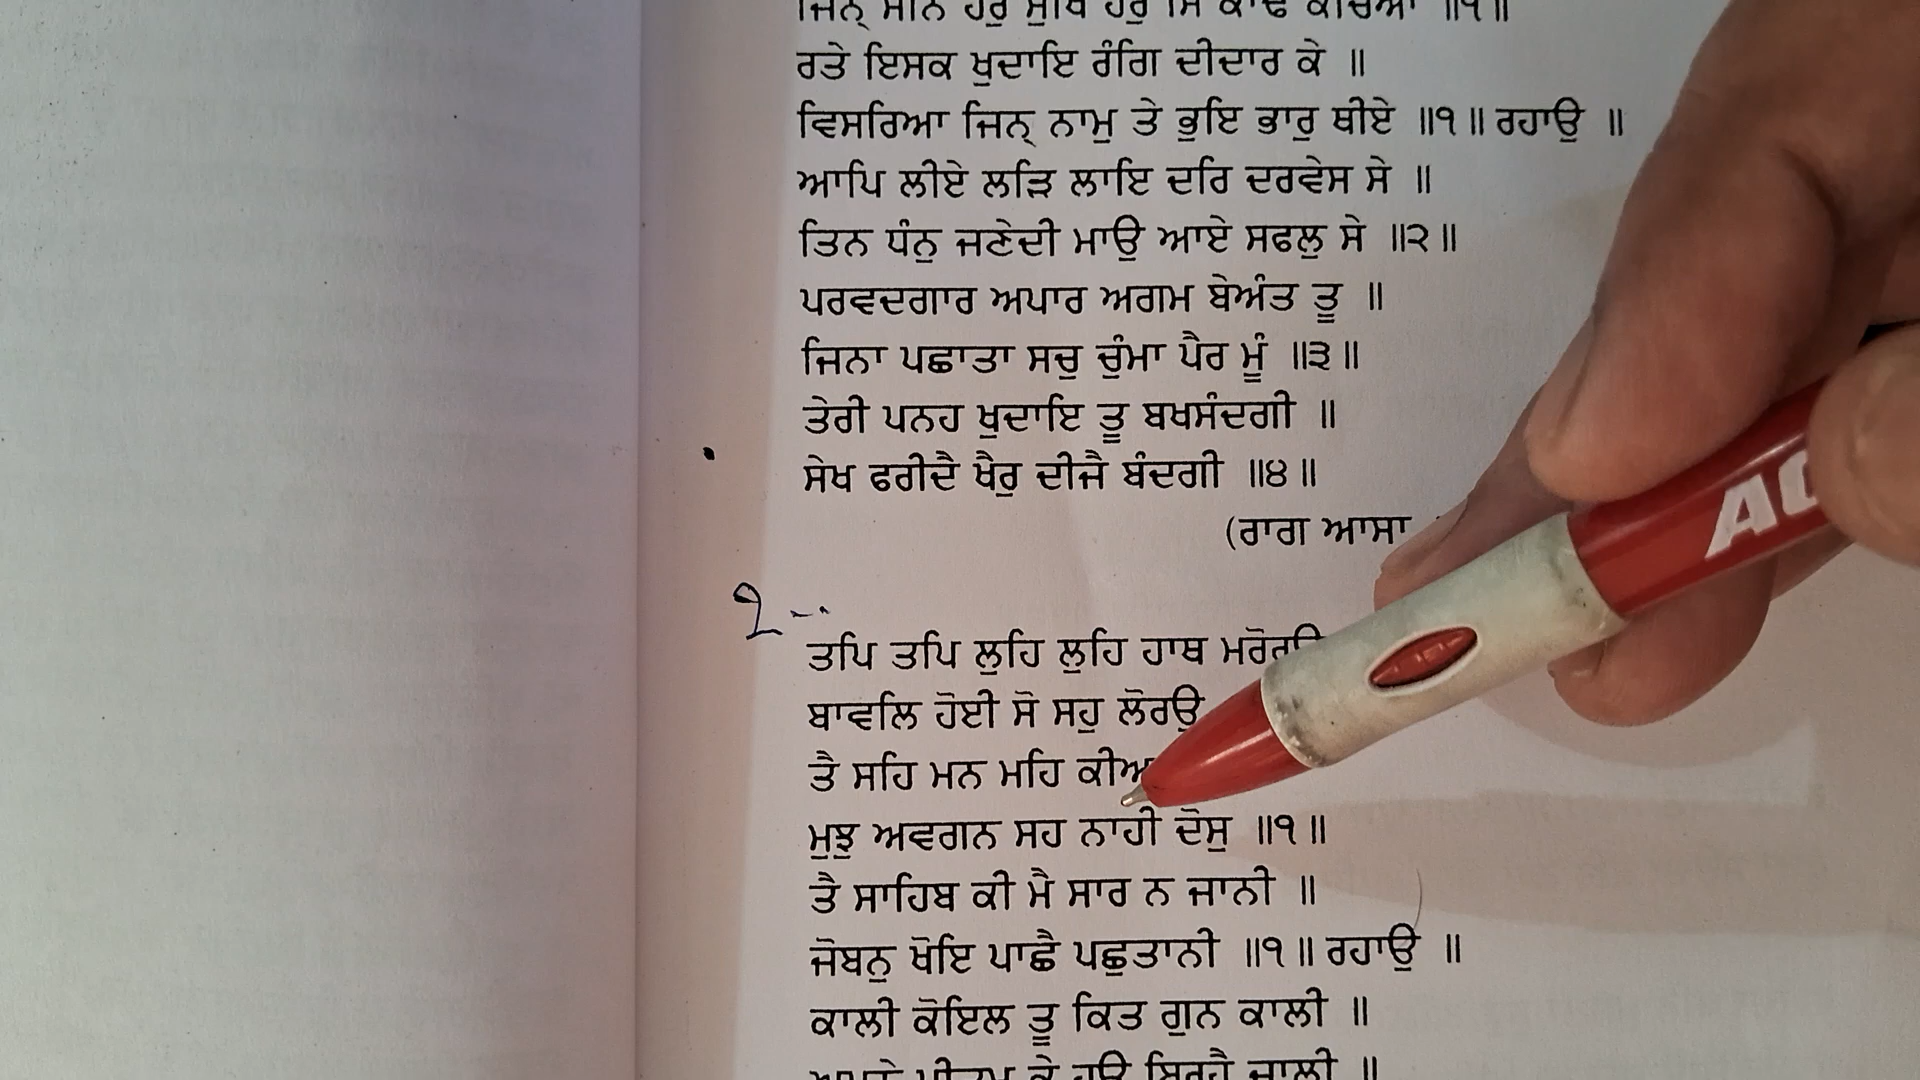 ਰਤੇ ਇਸਕ ਖੁਦਾਇ ਰੰਗਿ ਦੀਦਾਰ ਕੇ ॥
ਵਿਸਰਿਆ ਜਿਨ੍ ਨਾਮੁ ਤੇ ਭੁਇ ਭਾਰੁ ਥੀਏ ॥੧॥ ਰਹਾਉ ॥
ਆਪਿ ਲੀਏ ਲੜਿ ਲਾਇ ਦਰਿ ਦਰਵੇਸ ਸੇ ॥
ਤਿਨ ਧੰਨੁ ਜਣੇਦੀ ਮਾਉ ਆਏ ਸਫਲੁ ਸੇ ॥੨॥
ਪਰਵਦਗਾਰ ਅਪਾਰ ਅਗਮ ਬੇਅੰਤ ਤੂ ॥
ਜਿਨਾ ਪਛਾਤਾ ਸਚੁ ਚੁੰਮਾ ਪੈਰ ਮੂੰ ॥੩॥
ਤੇਰੀ ਪਨਹ ਖੁਦਾਇ ਤੂ ਬਖਸੰਦਗੀ ॥
ਸੇਖ ਫਰੀਦੈ ਖੈਰੁ ਦੀਜੈ ਬੰਦਗੀ ॥੪॥
(ਰਾਗ ਆਸਾ
2--
ਤਪਿ ਤਪਿ ਲੁਹਿ ਲੁਹਿ ਹਾਥ
ਬਾਵਲਿ ਹੋਈ ਸੋ ਸਹੁ ਲੋਰਉ
ਤੈ ਸਹਿ ਮਨ ਮਹਿ
ਮੁਝੁ ਅਵਗਨ ਸਹ ਨਾਹੀ ਦੋਸੁ ॥੧॥
ਤੈ ਸਾਹਿਬ ਕੀ ਮੈ ਸਾਰ ਨ ਜਾਨੀ ॥
ਜੋਬਨੁ ਖੋਇ ਪਾਛੈ ਪਛੁਤਾਨੀ ॥੧॥ ਰਹਾਉ ॥
ਕਾਲੀ ਕੋਇਲ ਤੂ ਕਿਤ ਗੁਨ ਕਾਲੀ ॥